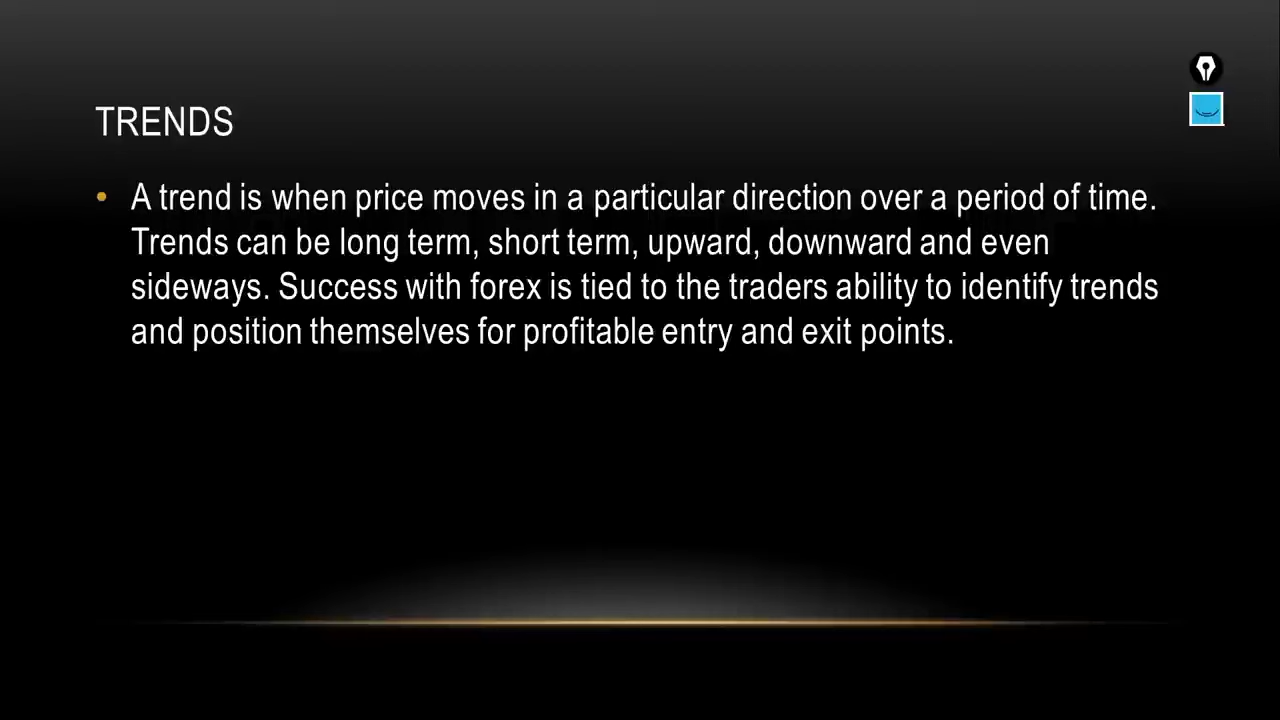 TRENDS
• A trend is when price moves in a particular direction over a period of time.
Trends can be long term, short term, upward, downward and even
sideways. Success with forex is tied to the traders ability to identify trends
and position themselves for profitable entry and exit points.